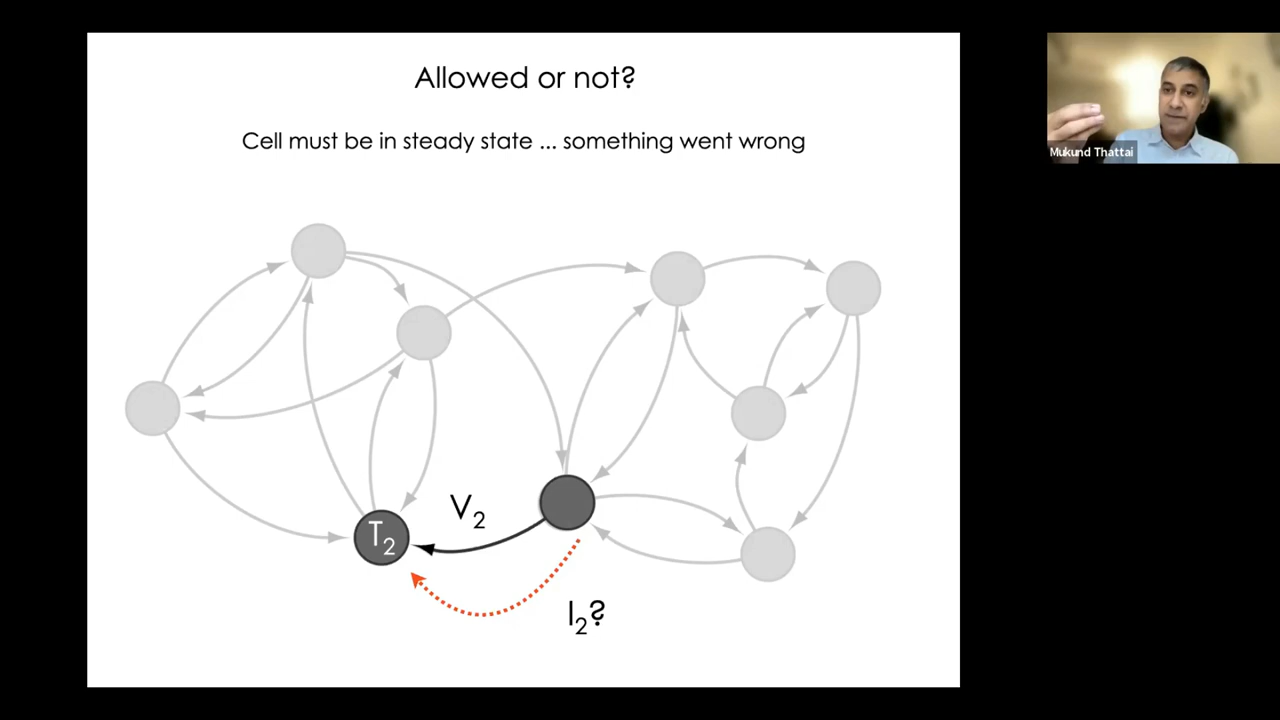 Allowed or not?
Cell must be in steady state ... something went wrong
Mukund Thattai
V2
T2
I2?